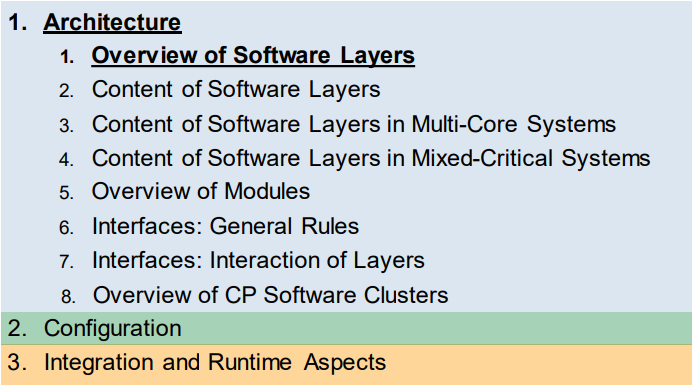 1. Architecture
1. Overview of Software Layers
2. Content of Software Layers
3. Content of Software Layers in Multi-Core Systems
4. Content of Software Layers in Mixed-Critical Systems
5. Overview of Modules
6. Interfaces: General Rules
7. Interfaces: Interaction of Layers
8. Overview of CP Software Clusters
2. Configuration
3. Integration and Runtime Aspects